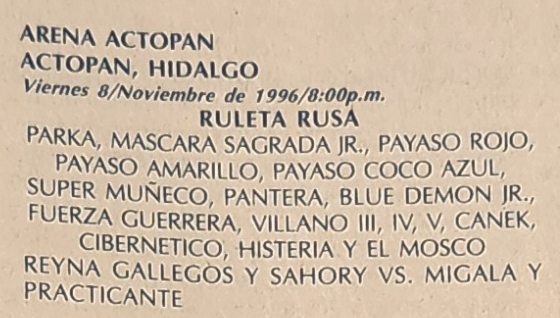 ARENA ACTOPAN
ACTOPAN, HIDALGO
Viernes 8/Noviembre de 1996/8:00p.m.
RULETA RUSA
PARKA, MASCARA SAGRADA JR., PAYASO ROJO,
PAYASO AMARILLO, PAYASO COCO AZUL,
SUPER MUÑECO, PANTERA, BLUE DEMON JR.,
FUERZA GUERRERA, VILLANO III, IV, V, CANEK,
CIBERNETICO, HISTERIA Y EL MOSCO
REYNA GALLEGOS Y SAHORY VS. MIGALA Y
PRACTICANTE